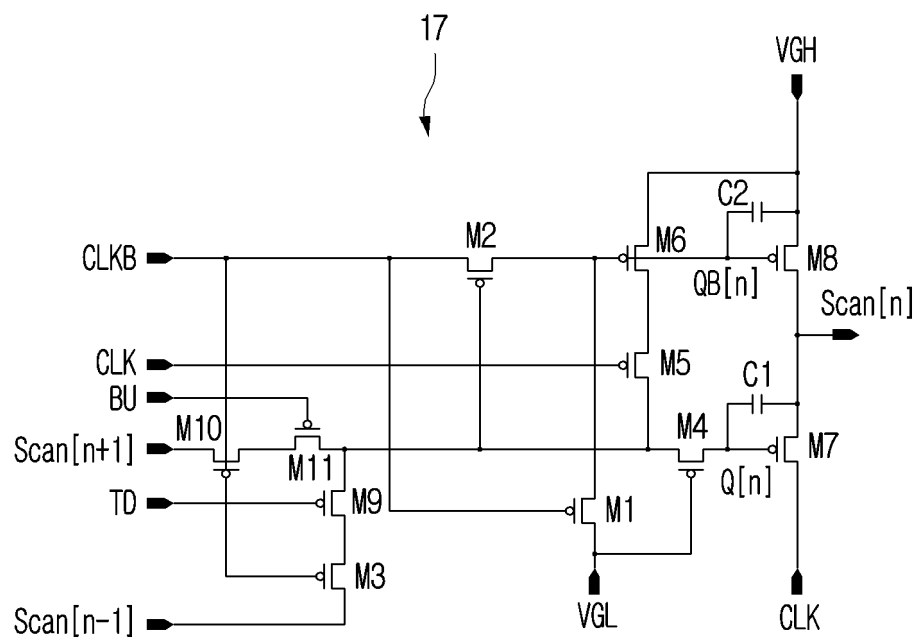 17
VGH
C2
M2
M6
CLKB
M8
QB[n]
Scan[n]
CLK
M5
BU
C1
M10
M4
Scan[n+1]
M7
M11
Q[n]
TD
M9
M1
M3
VGL
CLK
Scan[n-1]